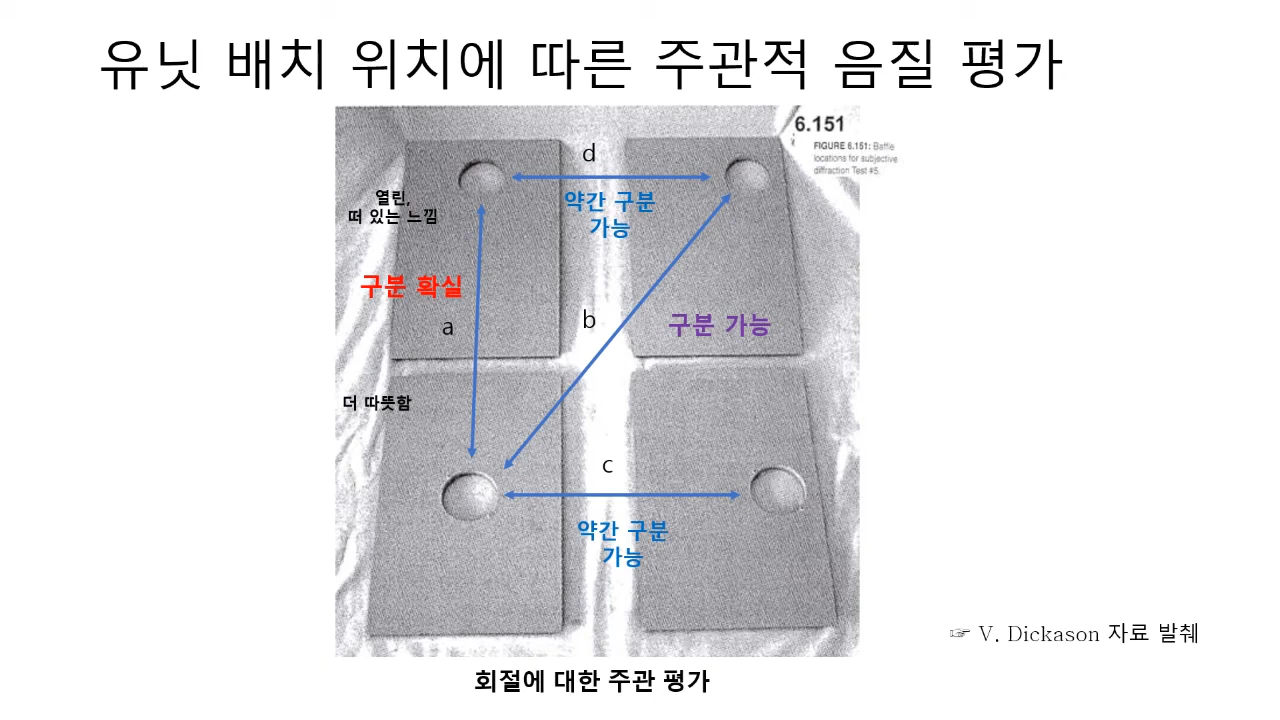 유닛 배치 위치에 따른 주관적 음질 평가
6.151
FIGURE 6.151: Baffle
locations for subjective
diffraction Test #5.
d
약간 구분
가능
열린,
떠 있는 느낌
구분 확실
a
b
구분 가능
더 따뜻함
c
약간 구분
가능
☞ V. Dickason 자료 발췌
회절에 대한 주관 평가